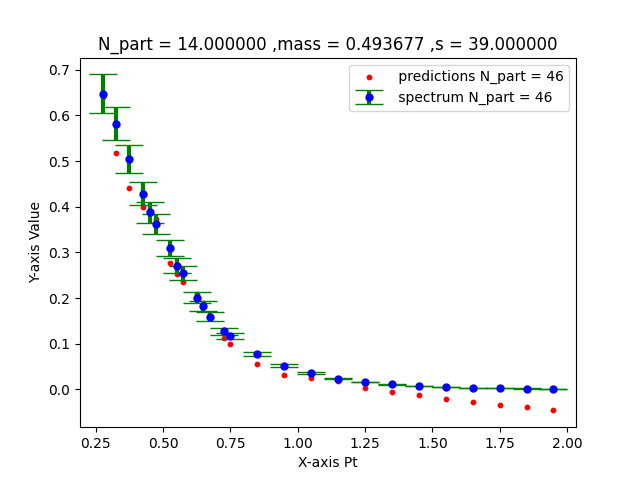 N_part = 14.000000 ,mass = 0.493677 ,s = 39.000000
predictions N_part = 46
spectrum N_part = 46
Y-axis Value
0.7
0.6
0.5
0.4
0.3
0.2
0.1
0.0
0.25 0.50 0.75 1.00 1.25 1.50 1.75 2.00
X-axis Pt